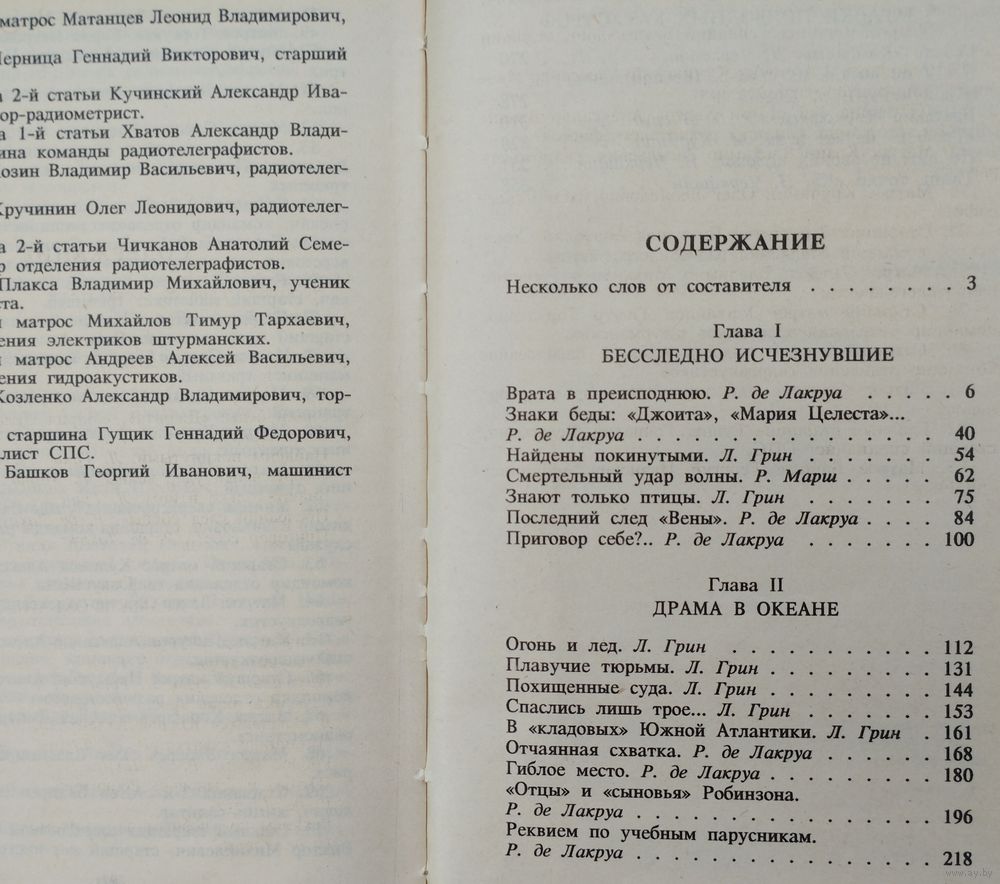 матрос Матанцев Леонид Владимирович,
Черница Геннадий Викторович, старший
а 2-й статьи Кучинский Александр Ива-
ор-радиометрист.
а 1-й статьи Хватов Александр Влади-
ина команды радиотелеграфистов.
Владимир Васильевич, радиотелег-
Кручинин Олег Леонидович, радиотелег-
а 2-й статьи Чичканов Анатолий Семе-
р отделения радиотелеграфистов.
Плакса Владимир Михайлович, ученик
ста.
матрос Михайлов Тимур Тархаевич,
ения электриков штурманских.
матрос Андреев Алексей Васильевич,
ения гидроакустиков.
Козленко Александр Владимирович, тор-
старшина Гущик Геннадий Федорович,
лист СПС.
Башков Георгий Иванович, машинист
СОДЕРЖАНИЕ
Несколько слов от составителя . . . . . . . . 3
Глава I
БЕССЛЕДНО ИСЧЕЗНУВШИЕ
Врата в преисподнюю. Р. де Лакруа . . . . . 6
Знаки беды: «Джоита», «Мария Целеста»...
Р. де Лакруа . . . . . . . . . . . . . . . . 40
Найдены покинутыми. Л. Грин . . . . . . . 54
Смертельный удар волны. Р. Марш . . . . . 62
Знают только птицы. Л. Грин . . . . . . . 75
Последний след «Вены». Р. де Лакруа . . . . 84
Приговор себе?.. Р. де Лакруа . . . . . . . 100
Глава II
ДРАМА В ОКЕАНЕ
Огонь и лед. Л. Грин . . . . . . . . . . . 112
Плавучие тюрьмы. Л. Грин . . . . . . . . . 131
Похищенные суда. Л. Грин . . . . . . . . . 144
Спаслись лишь трое... Л. Грин . . . . . . . 153
В «кладовых» Южной Атлантики. Л. Грин . 161
Отчаянная схватка. Р. де Лакруа . . . . . . 168
Гиблое место. Р. де Лакруа . . . . . . . . . 180
«Отцы» и «сыновья» Робинзона.
Р. де Лакруа . . . . . . . . . . . . . . . . 196
Реквием по учебным парусникам.
Р. де Лакруа . . . . . . . . . . . . . . . . 218
www.ay.by